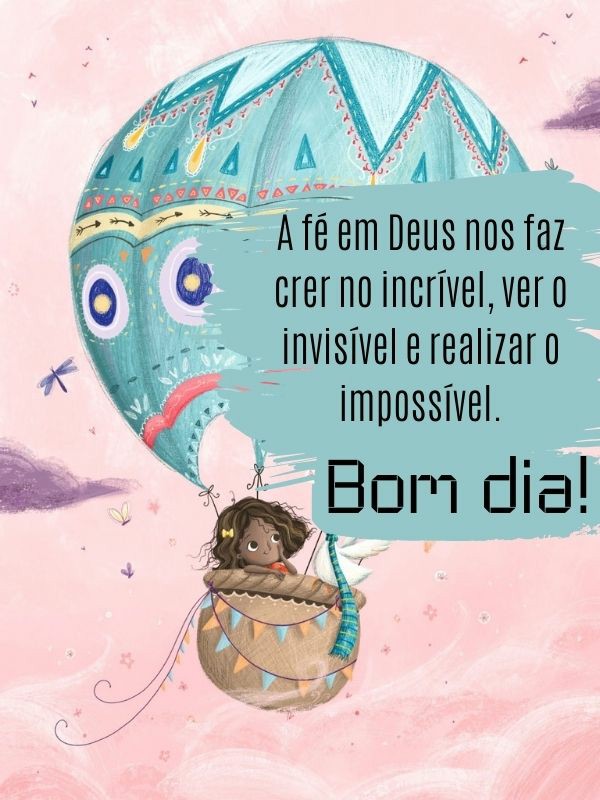 A fé em Deus nos faz
crer no incrível, ver o
invisível e realizar o
impossível.
Bom dia!